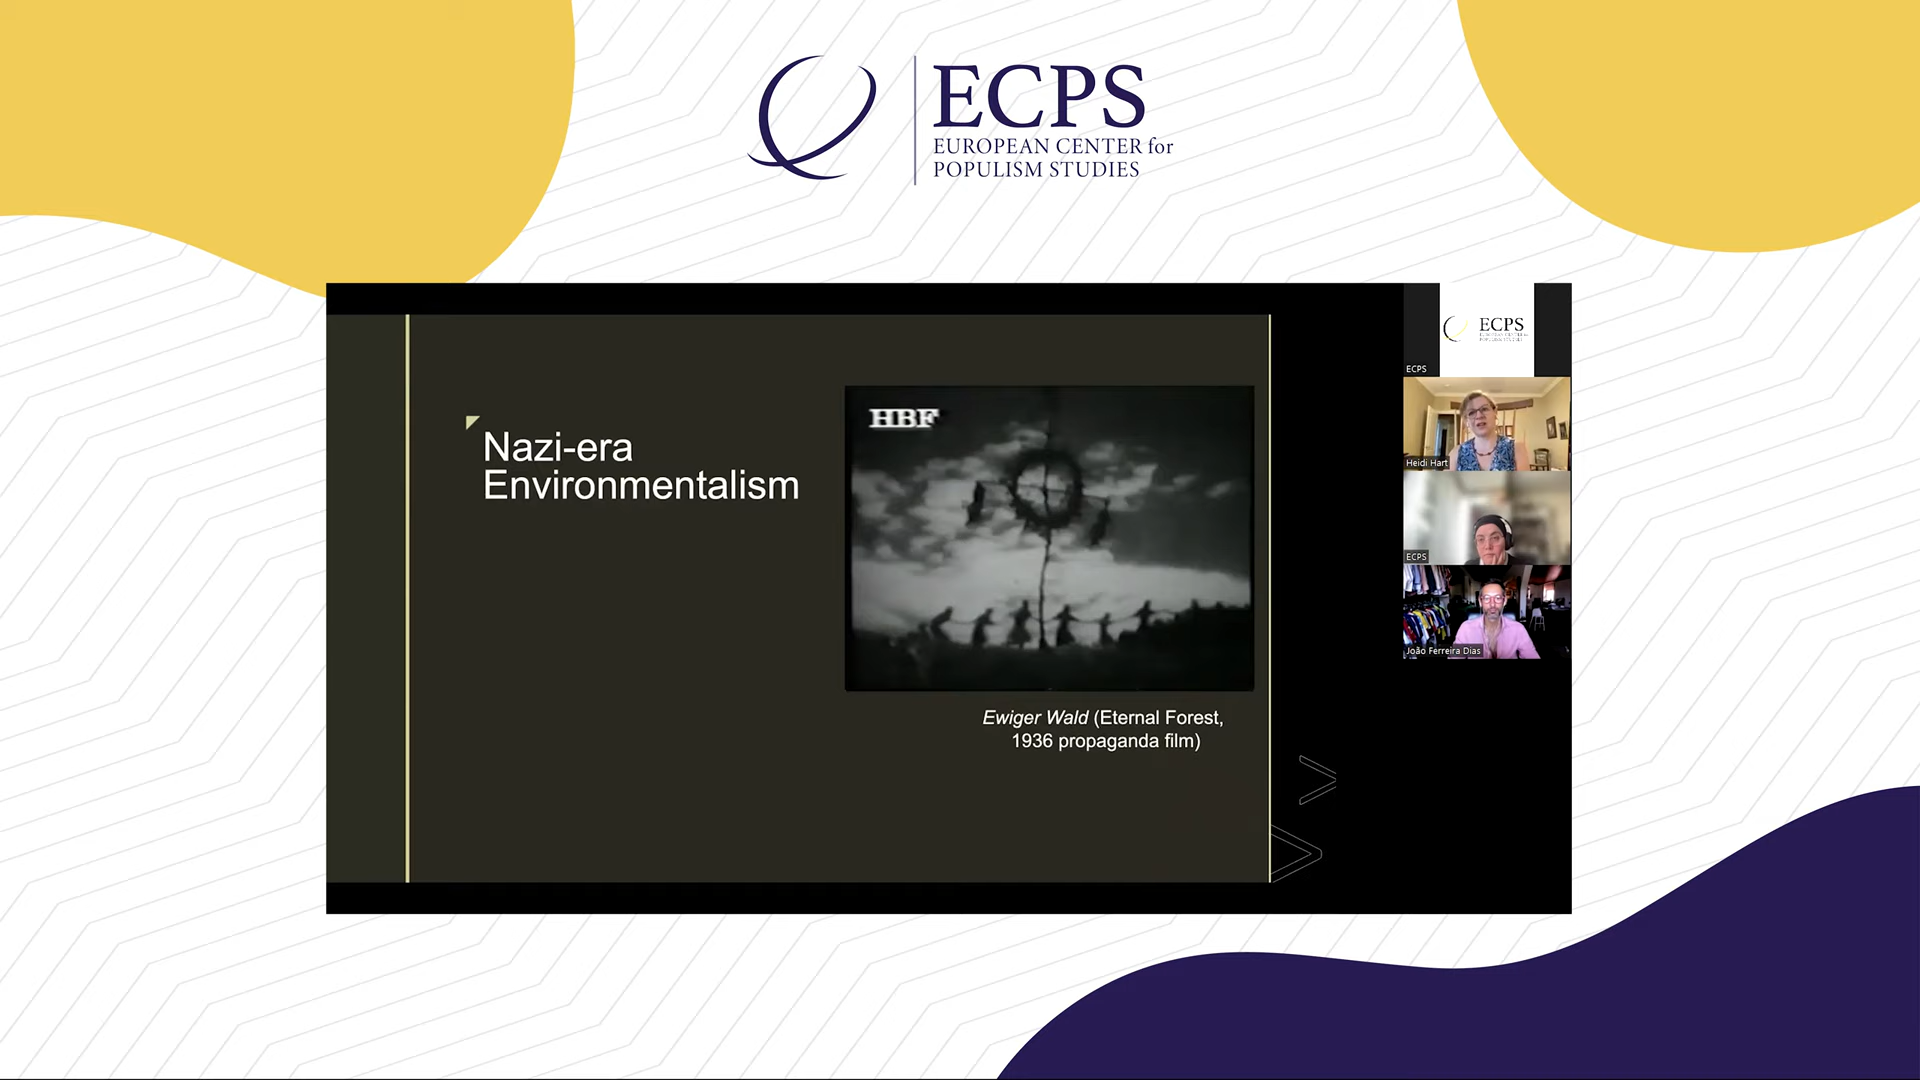 ECPS
EUROPEAN CENTER for
POPULISM STUDIES
Nazi-era
Environmentalism
HBF
Ewiger Wald (Eternal Forest,
1936 propaganda film)
ECPS
ECPS
Heidi Hart
ECPS
João Ferreira Dias